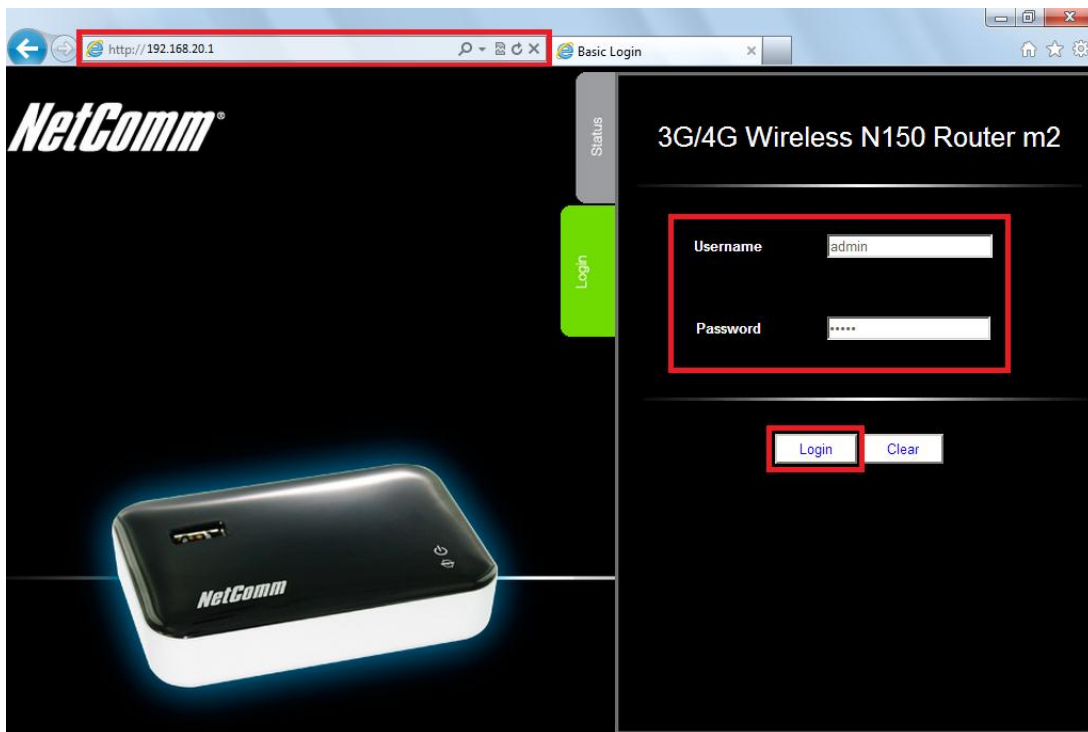 http://192.168.20.1
Basic Login
NetComm®
Status
Login
3G/4G Wireless N150 Router m2
Username
admin
Password
•••••
Login
Clear
NetComm